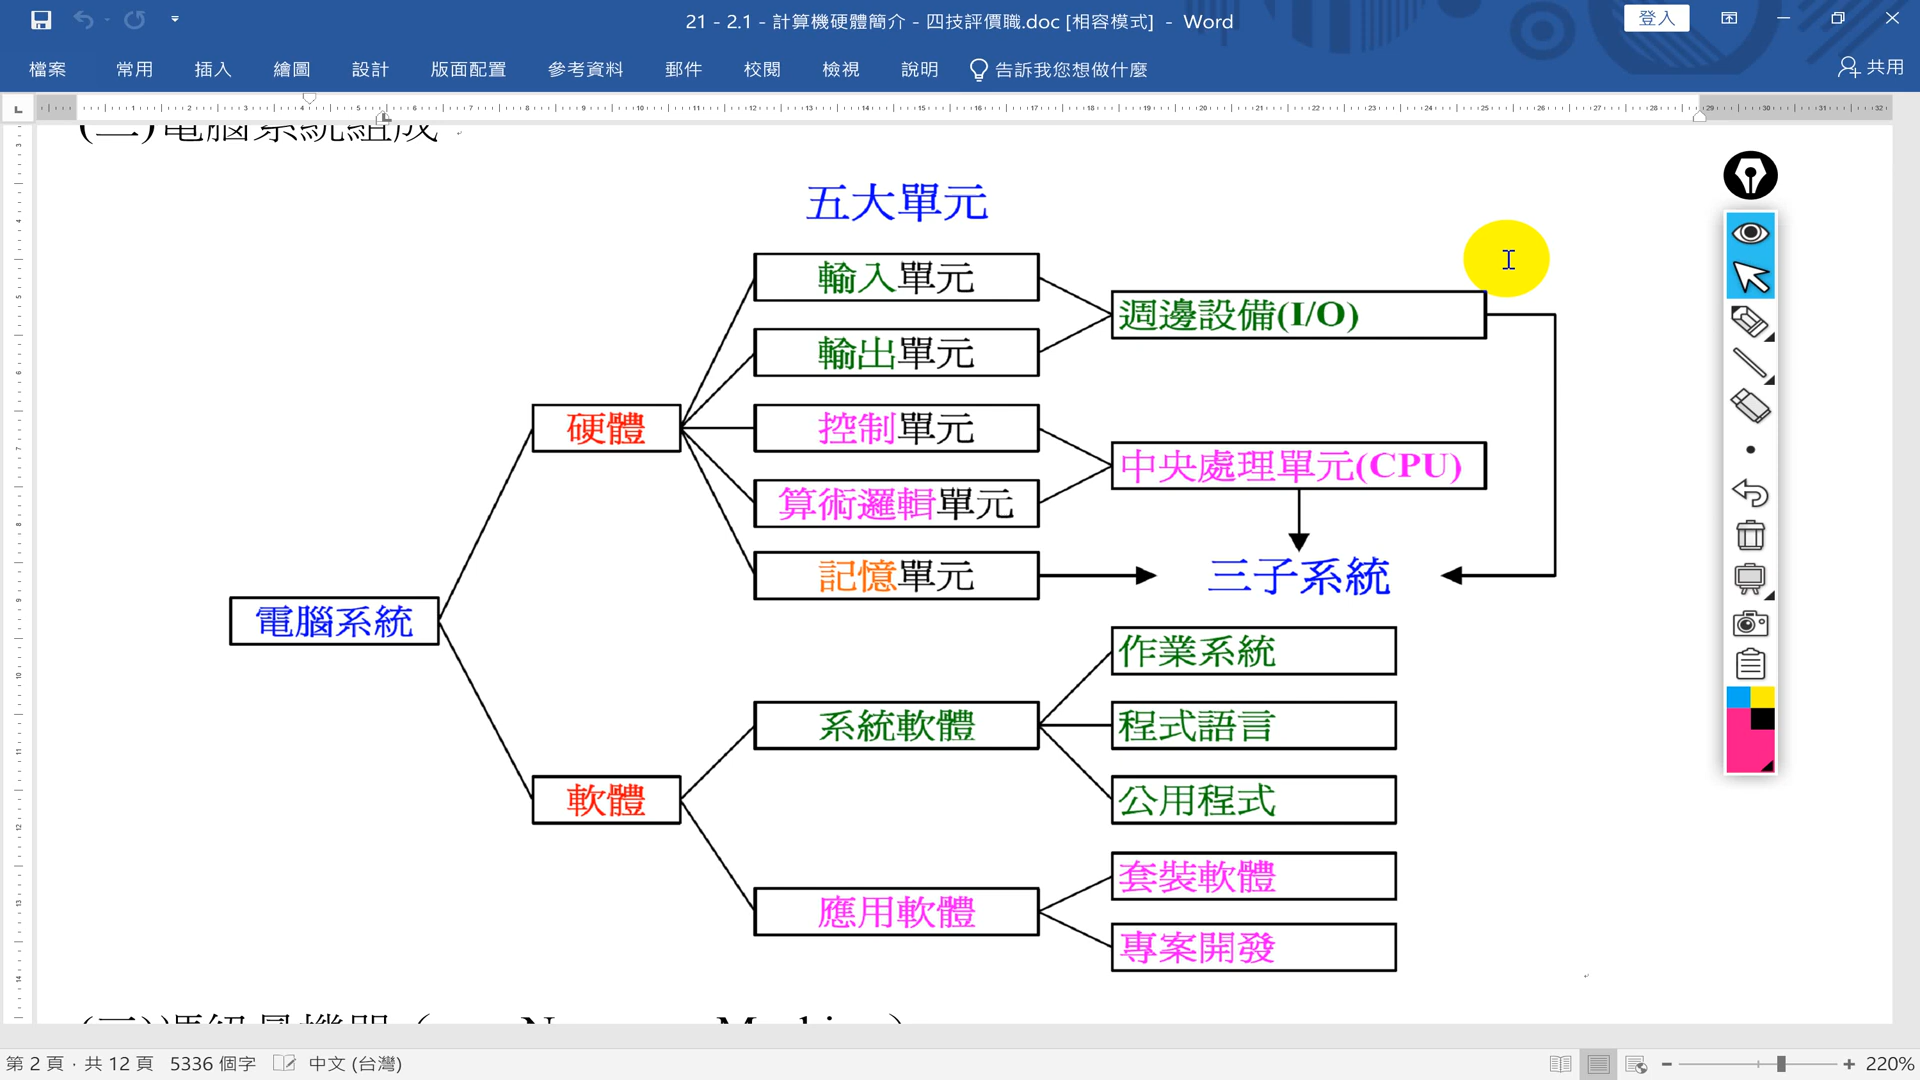 21 - 2.1 - 計算機硬體簡介 - 四技評價職.doc [相容模式] - Word
登入
檔案 常用 插入 繪圖 設計 版面配置 參考資料 郵件 校閱 檢視 說明 告訴我您想做什麼 共用
(二)電腦系統組成
五大單元
輸入單元
週邊設備(I/O)
輸出單元
硬體
控制單元
中央處理單元(CPU)
算術邏輯單元
記憶單元
三子系統
電腦系統
作業系統
系統軟體
程式語言
軟體
公用程式
套裝軟體
應用軟體
專案開發
第 2 頁，共 12 頁 5336 個字 中文 (台灣)
220%